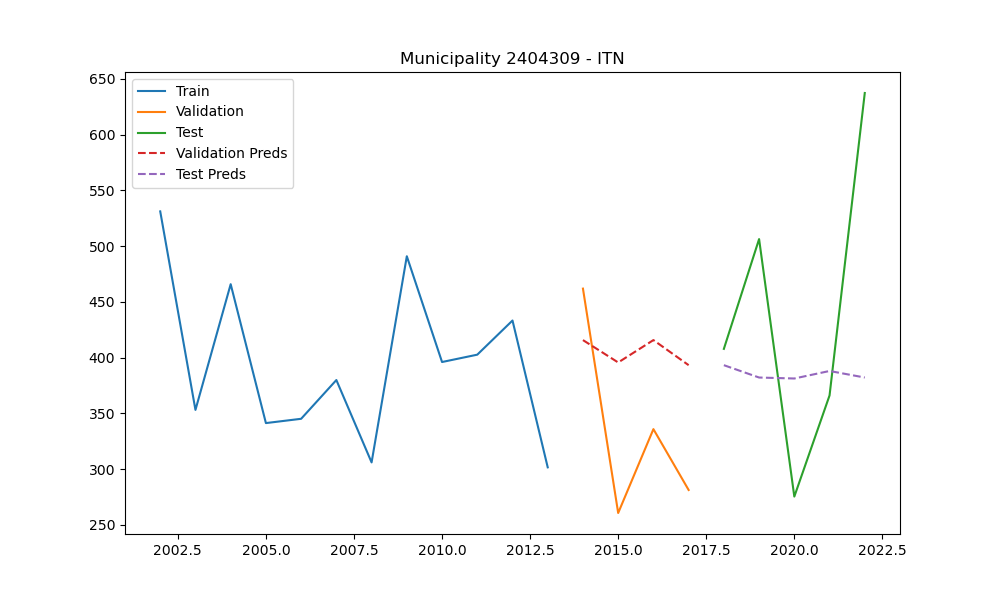 Municipality 2404309 - ITN
Train
Validation
Test
Validation Preds
Test Preds
650
600
550
500
450
400
350
300
250
2002.5 2005.0 2007.5 2010.0 2012.5 2015.0 2017.5 2020.0 2022.5